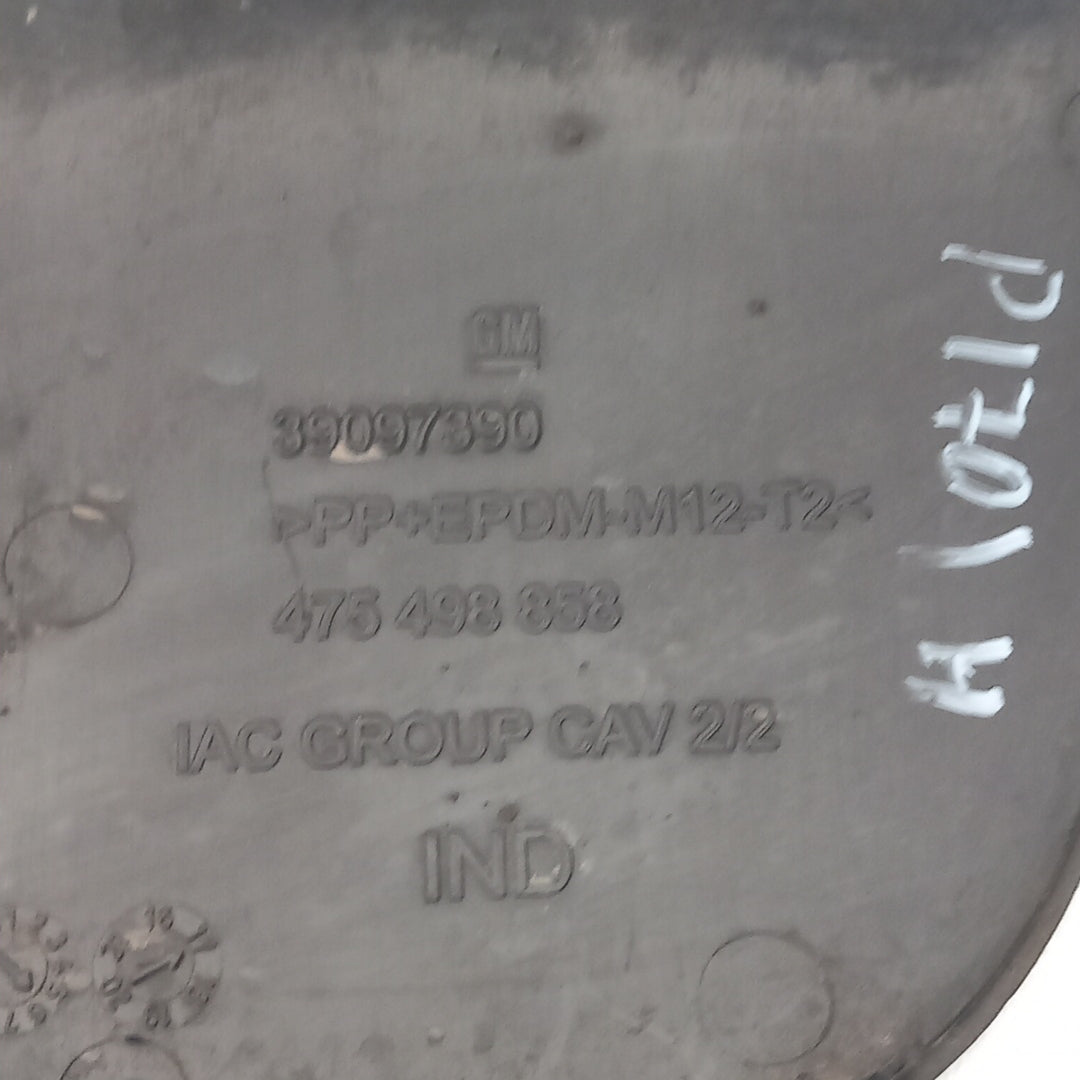 GM
39097390
>PP+EPDM-M12-T2<
475 498 858
IAC GROUP CAV 2/2
IND